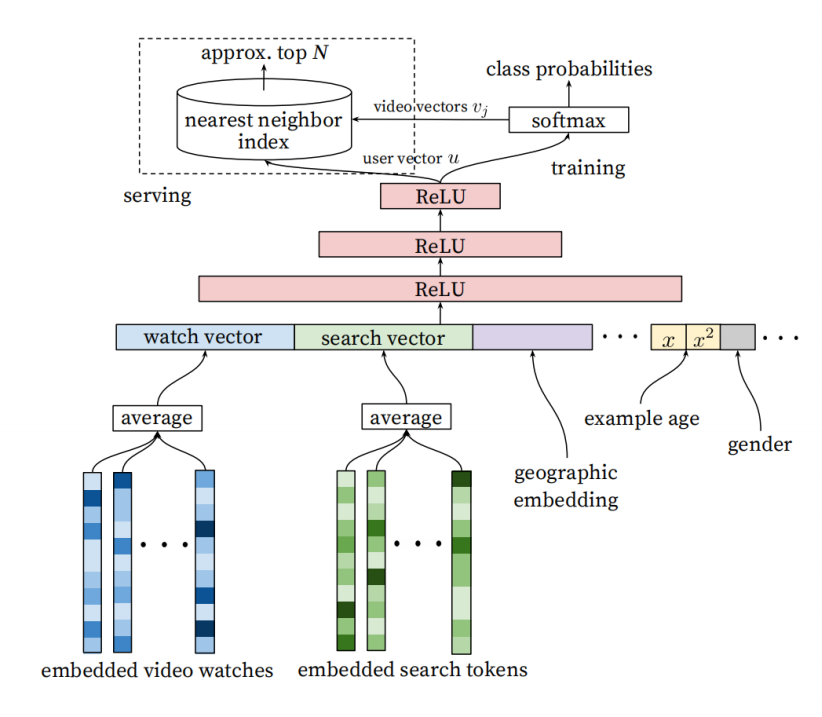 approx. top N
class probabilities
nearest neighbor
index
video vectors v_j
softmax
user vector u
training
serving
ReLU
ReLU
ReLU
watch vector
search vector
· · ·
x
x²
· · ·
average
average
example age
gender
geographic
embedding
· · ·
· · ·
embedded video watches
embedded search tokens